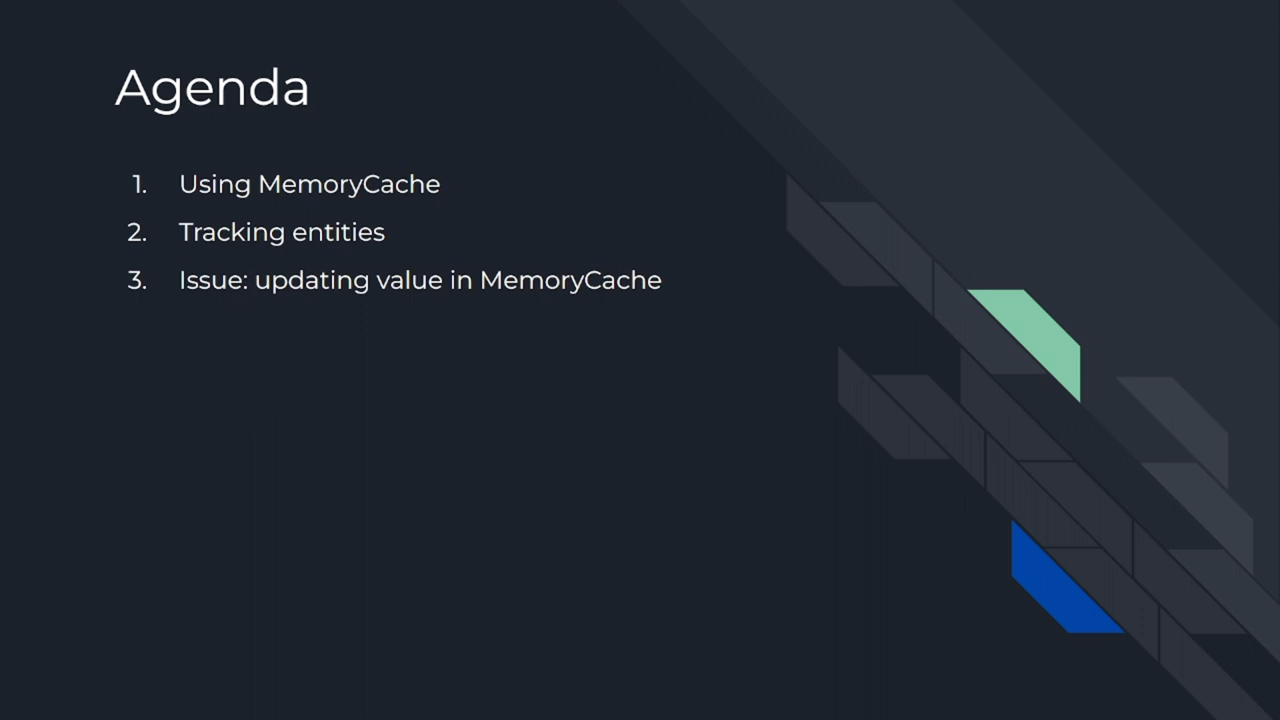 Agenda
1. Using MemoryCache
2. Tracking entities
3. Issue: updating value in MemoryCache